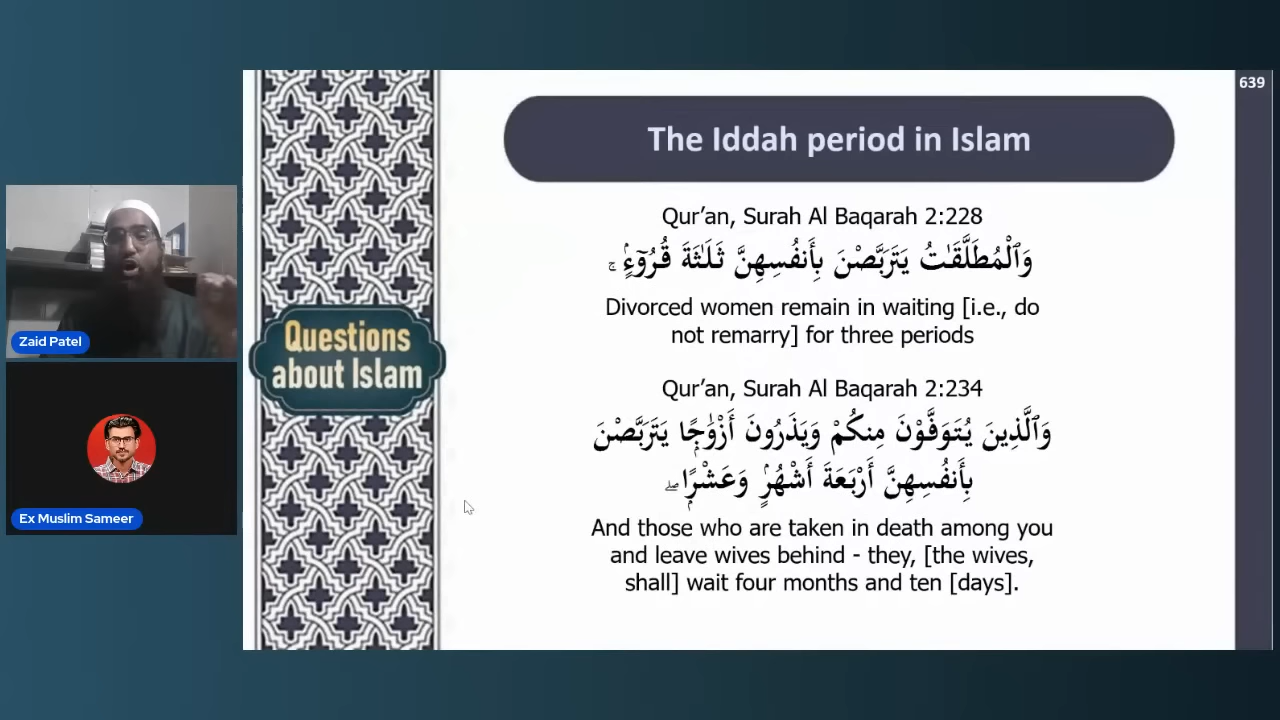 639
The Iddah period in Islam
Qur’an, Surah Al Baqarah 2:228
وَٱلْمُطَلَّقَـٰتُ يَتَرَبَّصْنَ بِأَنفُسِهِنَّ ثَلَـٰثَةَ قُرُوٓءٍۢ ۚ
Divorced women remain in waiting [i.e., do
not remarry] for three periods
Qur’an, Surah Al Baqarah 2:234
وَٱلَّذِينَ يُتَوَفَّوْنَ مِنكُمْ وَيَذَرُونَ أَزْوَٰجًۭا يَتَرَبَّصْنَ
بِأَنفُسِهِنَّ أَرْبَعَةَ أَشْهُرٍۢ وَعَشْرًۭا ۖ
And those who are taken in death among you
and leave wives behind - they, [the wives,
shall] wait four months and ten [days].
Questions
about Islam
Zaid Patel
Ex Muslim Sameer